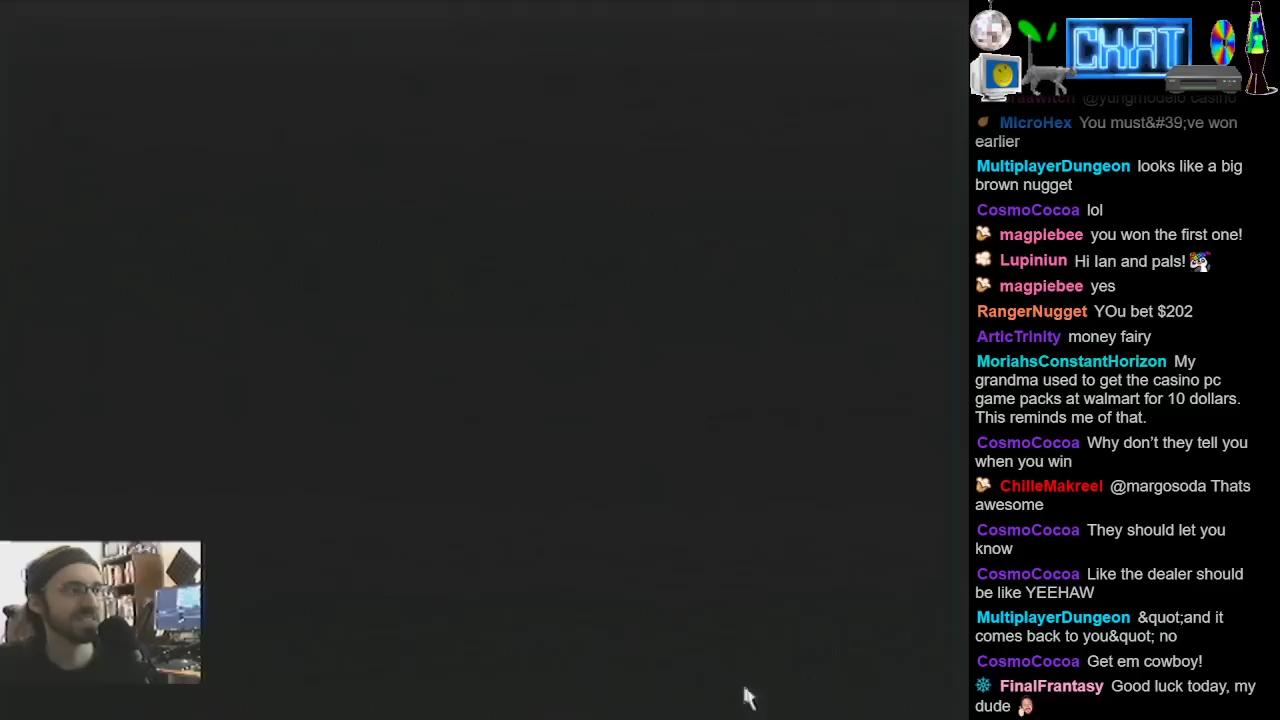 CHAT
@yungmodelo casino
MicroHex You must&#39;ve won
earlier
MultiplayerDungeon looks like a big
brown nugget
CosmoCocoa lol
magpiebee you won the first one!
Lupiniun Hi Ian and pals!
magpiebee yes
RangerNugget YOu bet $202
ArticTrinity money fairy
MoriahsConstantHorizon My
grandma used to get the casino pc
game packs at walmart for 10 dollars.
This reminds me of that.
CosmoCocoa Why don't they tell you
when you win
ChilleMakreel @margosoda Thats
awesome
CosmoCocoa They should let you
know
CosmoCocoa Like the dealer should
be like YEEHAW
MultiplayerDungeon &quot;and it
comes back to you&quot; no
CosmoCocoa Get em cowboy!
FinalFrantasy Good luck today, my
dude